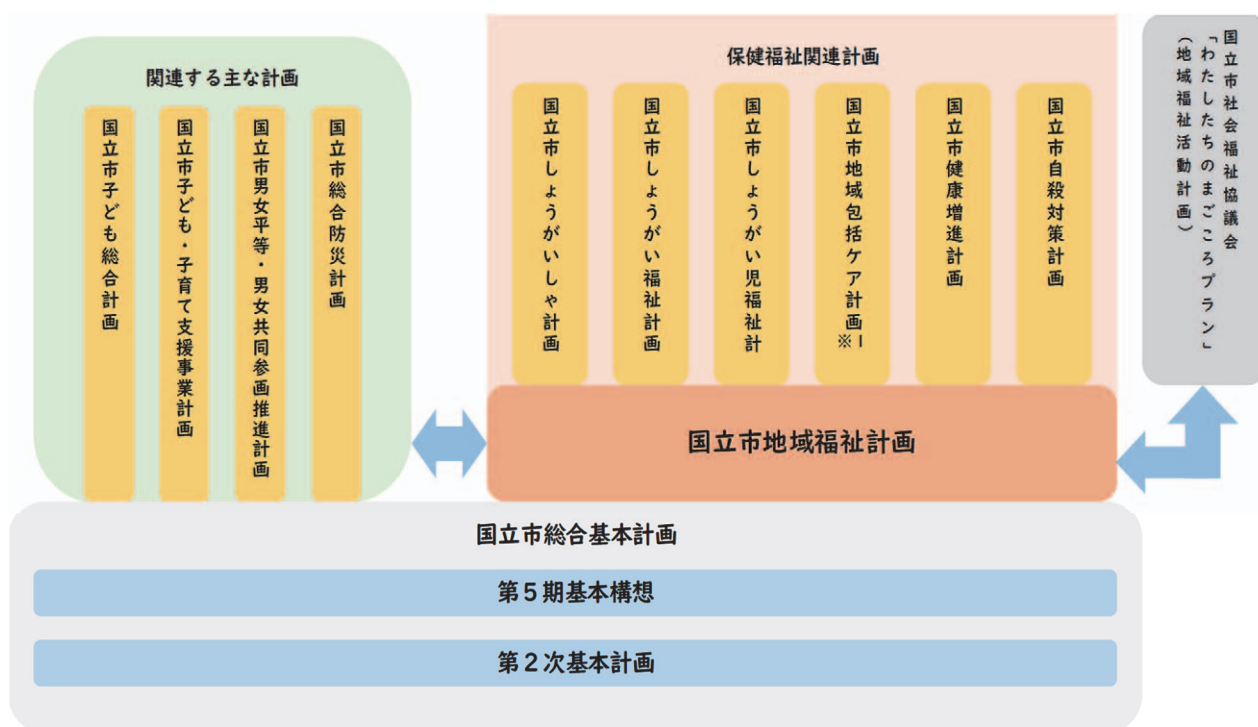 関連する主な計画
国立市子ども総合計画
国立市子ども・子育て支援事業計画
国立市男女平等・男女共同参画推進計画
国立市総合防災計画
保健福祉関連計画
国立市しょうがいしゃ計画
国立市しょうがい福祉計画
国立市しょうがい児福祉計
国立市地域包括ケア計画※1
国立市健康増進計画
国立市自殺対策計画
国立市社会福祉協議会
「わたしたちのまごころプラン」
(地域福祉活動計画)
国立市地域福祉計画
国立市総合基本計画
第5期基本構想
第2次基本計画